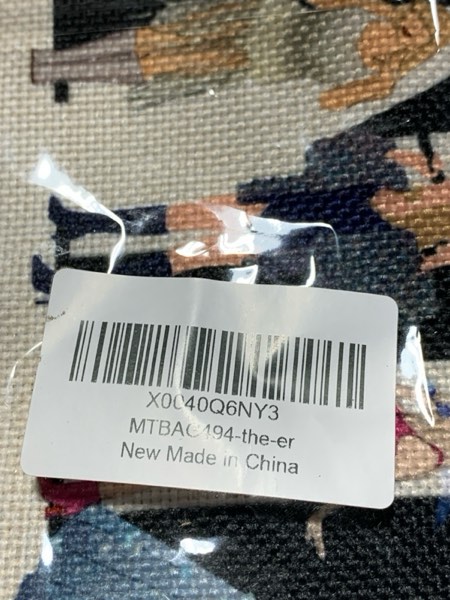 X0040Q6NY3
MTBAG494-the-er
New Made in China